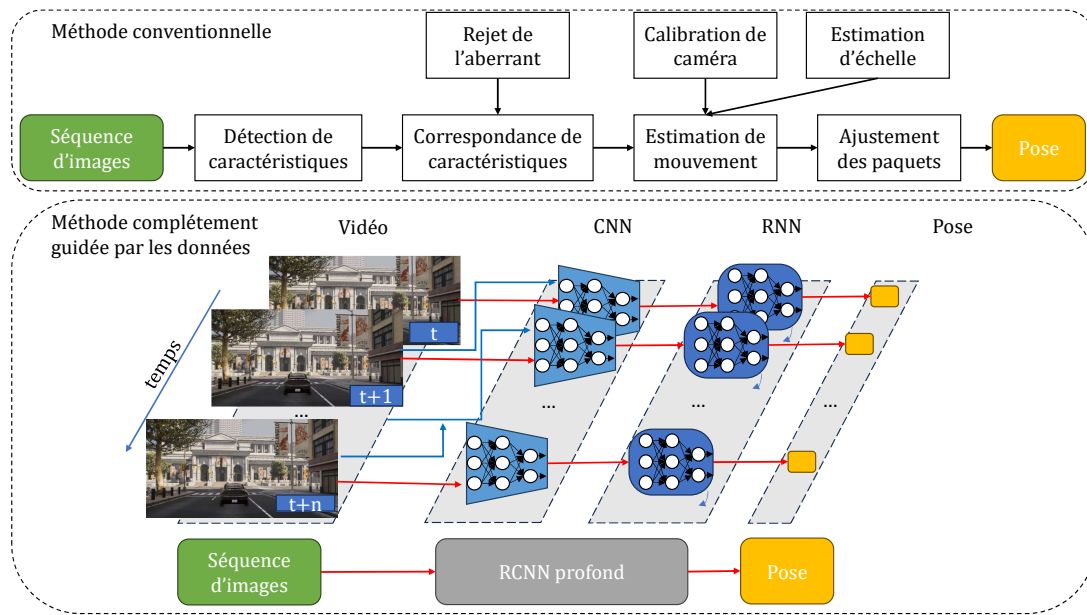 Méthode conventionnelle
Rejet de
l’aberrant
Calibration de
caméra
Estimation
d’échelle
Séquence
d’images
Détection de
caractéristiques
Correspondance de
caractéristiques
Estimation de
mouvement
Ajustement
des paquets
Pose
Méthode complétement
guidée par les données
Vidéo
CNN
RNN
Pose
temps
t
t+1
...
...
...
...
t+n
Séquence
d’images
RCNN profond
Pose